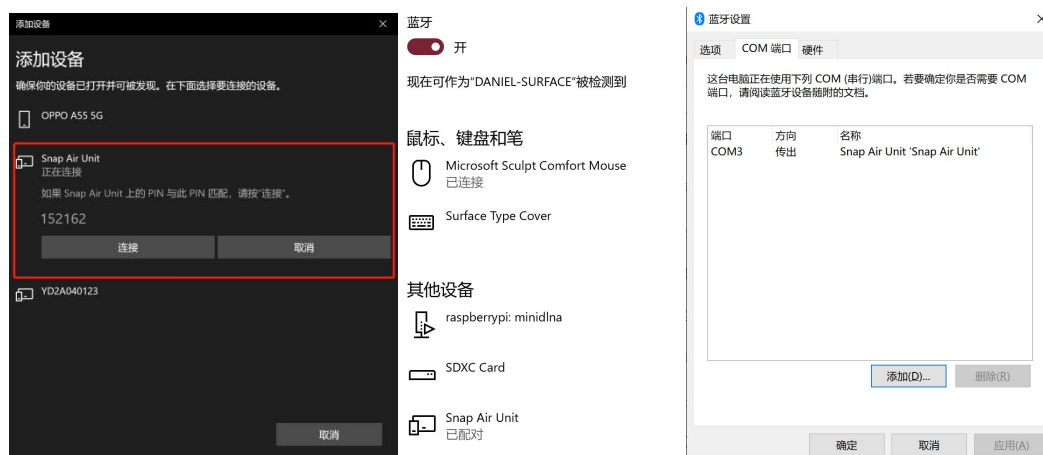 添加设备
添加设备
确保你的设备已打开并可被发现。在下面选择要连接的设备。
OPPO A55 5G
Snap Air Unit
正在连接
如果 Snap Air Unit 上的 PIN 与此 PIN 匹配，请按"连接"。
152162
连接
取消
YD2A040123
取消
蓝牙
开
现在可作为"DANIEL-SURFACE"被检测到
鼠标、键盘和笔
Microsoft Sculpt Comfort Mouse
已连接
Surface Type Cover
其他设备
raspberrypi: minidlna
SDXC Card
Snap Air Unit
已配对
蓝牙设置
选项 COM 端口 硬件
这台电脑正在使用下列 COM (串行)端口。若要确定你是否需要 COM
端口，请阅读蓝牙设备随附的文档。
端口 方向 名称
COM3 传出 Snap Air Unit 'Snap Air Unit'
添加(D)... 删除(R)
确定 取消 应用(A)